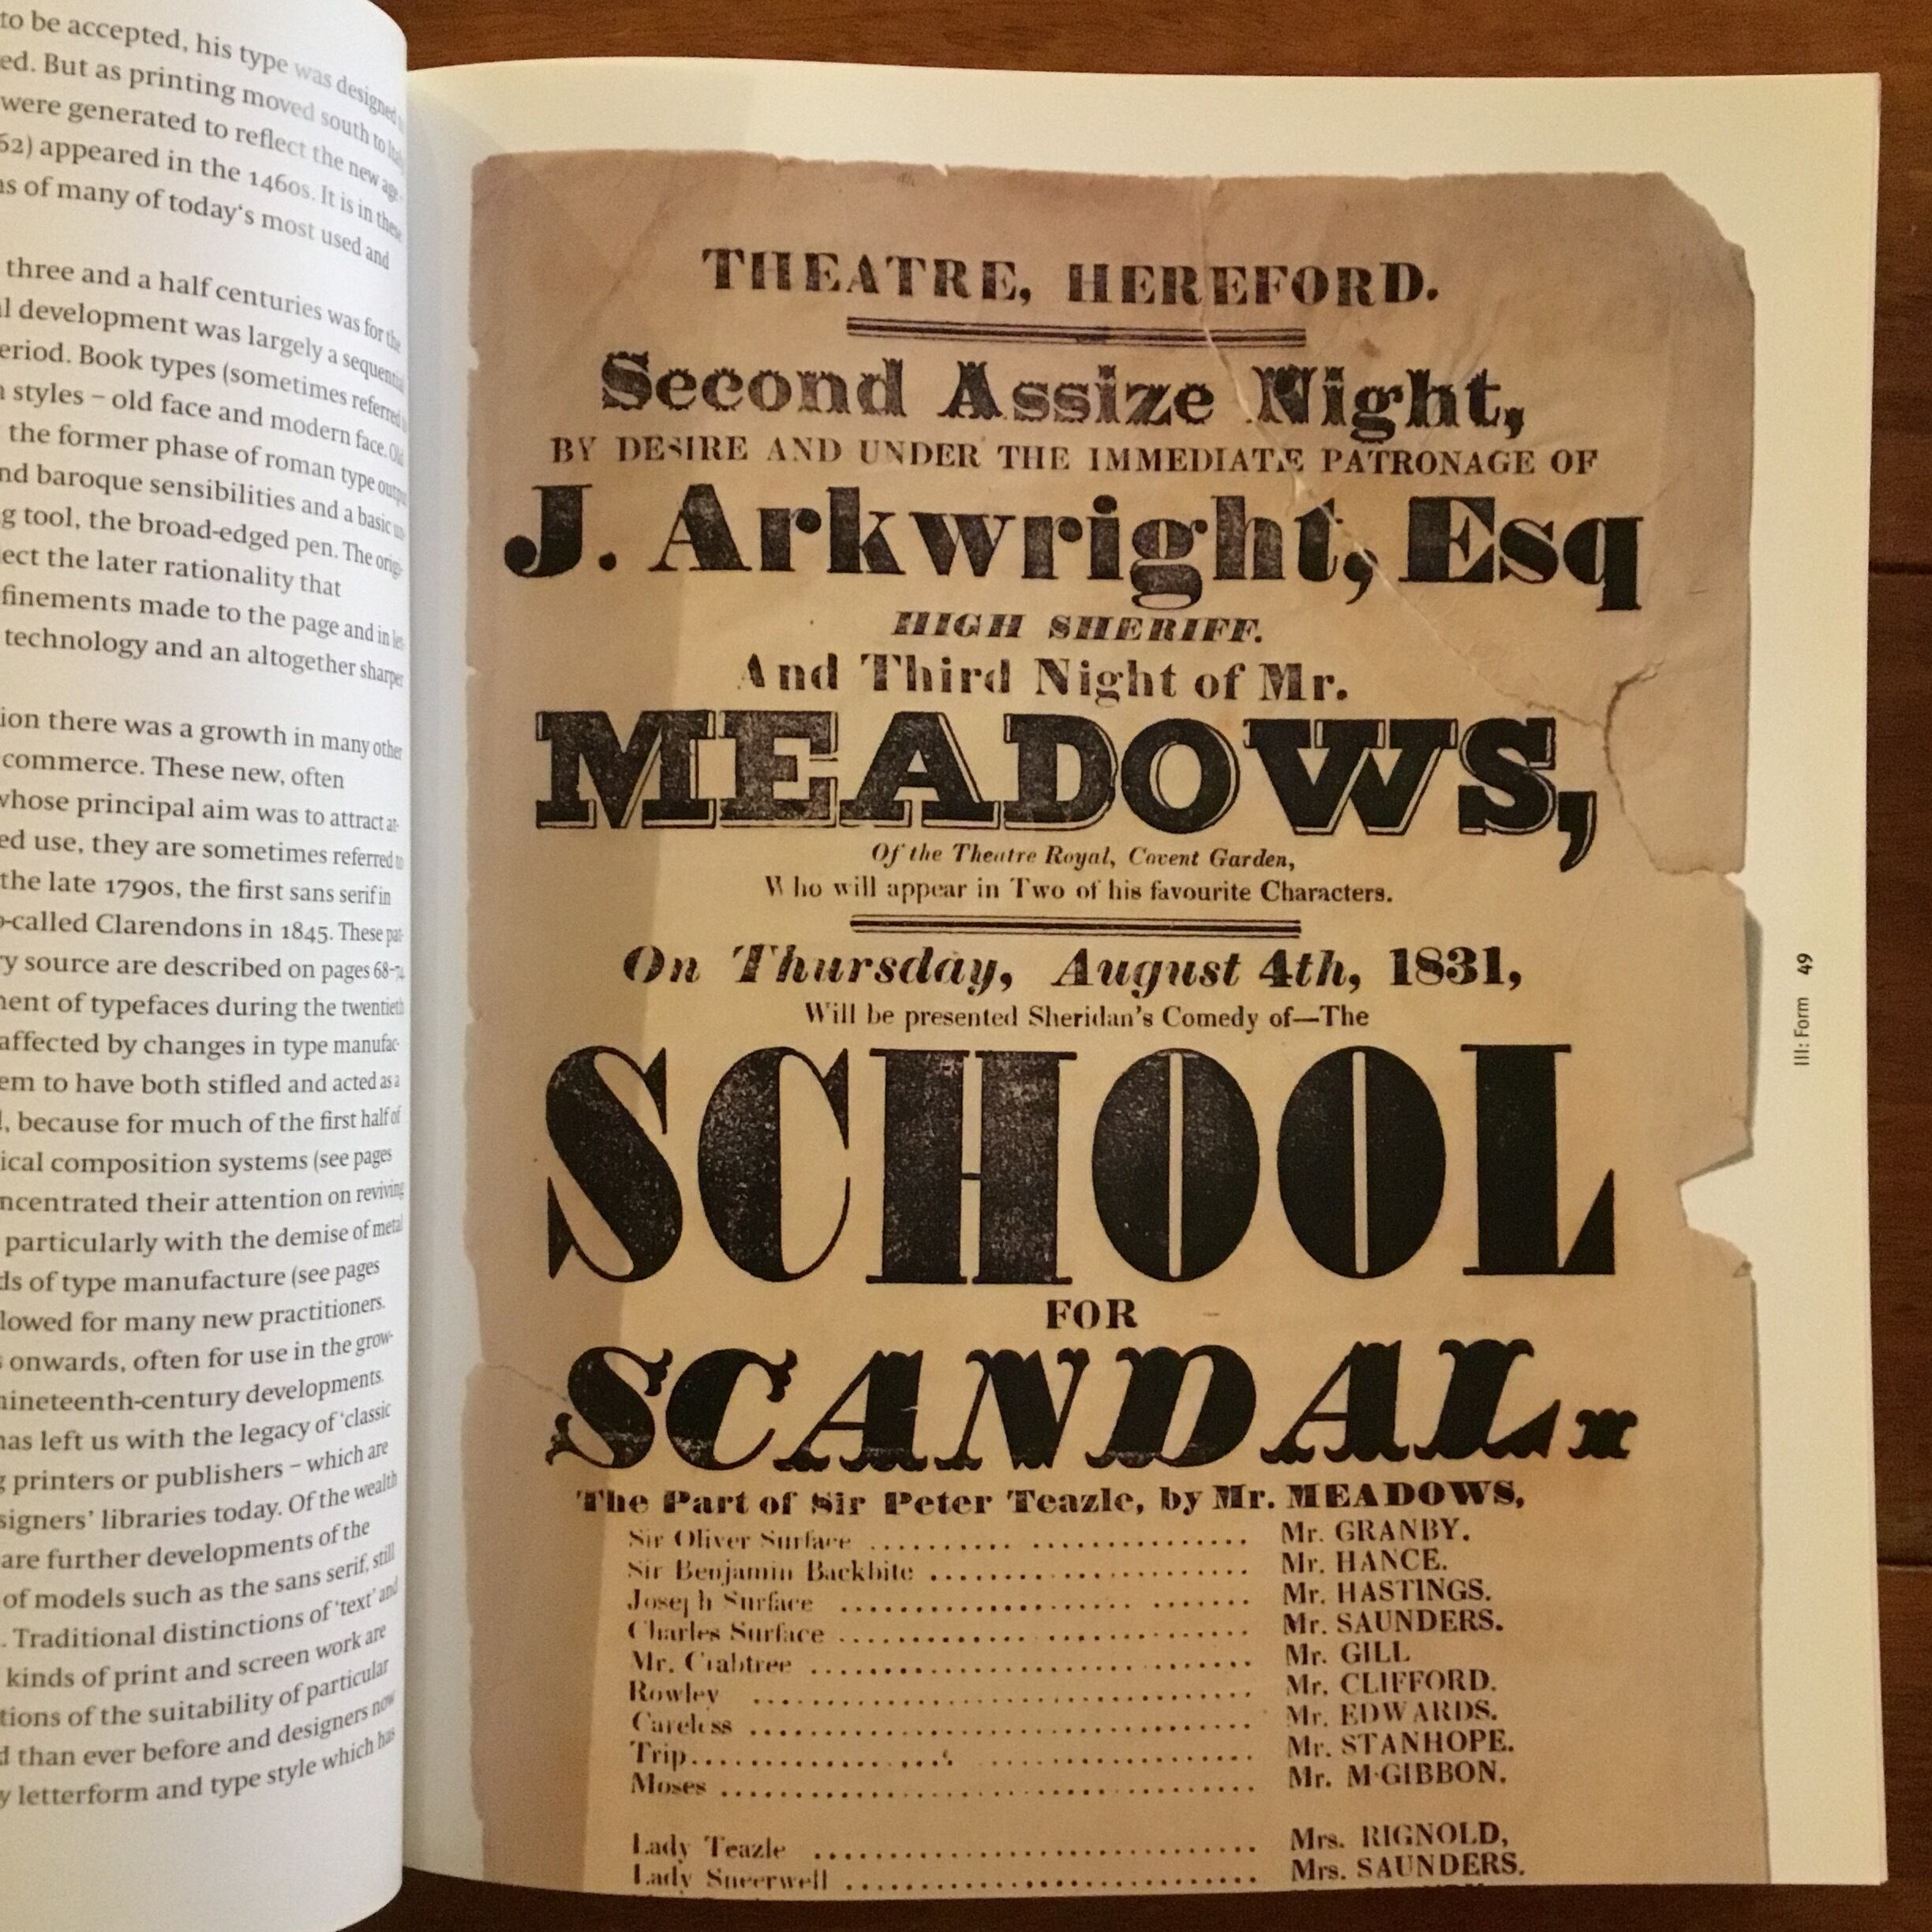 to be accepted, his type was designed
ed. But as printing moved south to Italy
were generated to reflect the new age.
62) appeared in the 1460s. It is in these
ns of many of today's most used and
three and a half centuries was for the
l development was largely a sequential
eriod. Book types (sometimes referred
styles – old face and modern face. Old
the former phase of roman type output
nd baroque sensibilities and a basic
g tool, the broad-edged pen. The
ect the later rationality that
finements made to the page and in
technology and an altogether sharper
ion there was a growth in many other
commerce. These new, often
whose principal aim was to attract at-
ed use, they are sometimes referred to
the late 1790s, the first sans serif in
o-called Clarendons in 1845. These
ry source are described on pages 68–
ment of typefaces during the twentieth
affected by changes in type manufac-
em to have both stifled and acted as a
, because for much of the first half of
ical composition systems (see pages
ncentrated their attention on reviving
particularly with the demise of metal
ds of type manufacture (see pages
llowed for many new practitioners.
onwards, often for use in the grow-
nineteenth-century developments.
has left us with the legacy of 'classic
g printers or publishers – which are
signers' libraries today. Of the wealth
are further developments of the
of models such as the sans serif, still
. Traditional distinctions of 'text' and
kinds of print and screen work are
tions of the suitability of particular
d than ever before and designers now
y letterform and type style which has
THEATRE, HEREFORD.
Second Assize Night,
BY DESIRE AND UNDER THE IMMEDIATE PATRONAGE OF
J. Arkwright, Esq
HIGH SHERIFF.
And Third Night of Mr.
MEADOWS,
Of the Theatre Royal, Covent Garden,
Who will appear in Two of his favourite Characters.
On Thursday, August 4th, 1831,
Will be presented Sheridan's Comedy of—The
SCHOOL
FOR
SCANDAL
The Part of Sir Peter Teazle, by Mr. MEADOWS,
Sir Oliver Surface .......... ............... Mr. GRANBY.
Sir Benjamin Backbite ........................ Mr. HANCE.
Joseph Surface .................. ....... Mr. HASTINGS.
Charles Surface .............................. Mr. SAUNDERS.
Mr. Crabtree ................................ Mr. GILL
Rowley .................................... Mr. CLIFFORD.
Careless .................................... Mr. EDWARDS.
Trip................ ..................... Mr. STANHOPE.
Moses ...................................... Mr. M·GIBBON.
Lady Teazle ................................ Mrs. RIGNOLD,
Lady Sneerwell .............................. Mrs. SAUNDERS.
III: Form 49